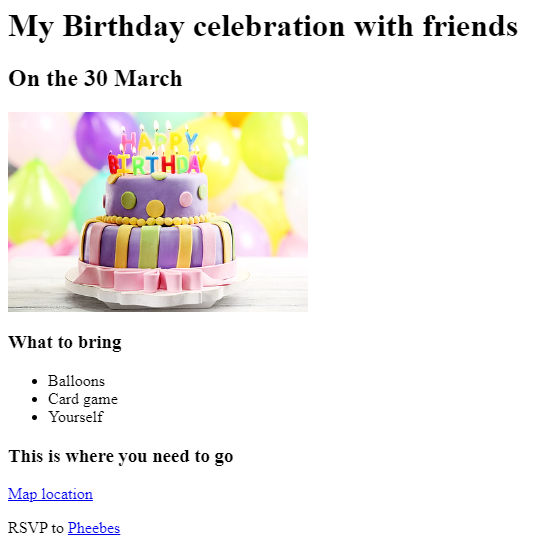 My Birthday celebration with friends
On the 30 March
HAPPY
BIRTHDAY
What to bring
Balloons
Card game
Yourself
This is where you need to go
Map location
RSVP to Pheebes